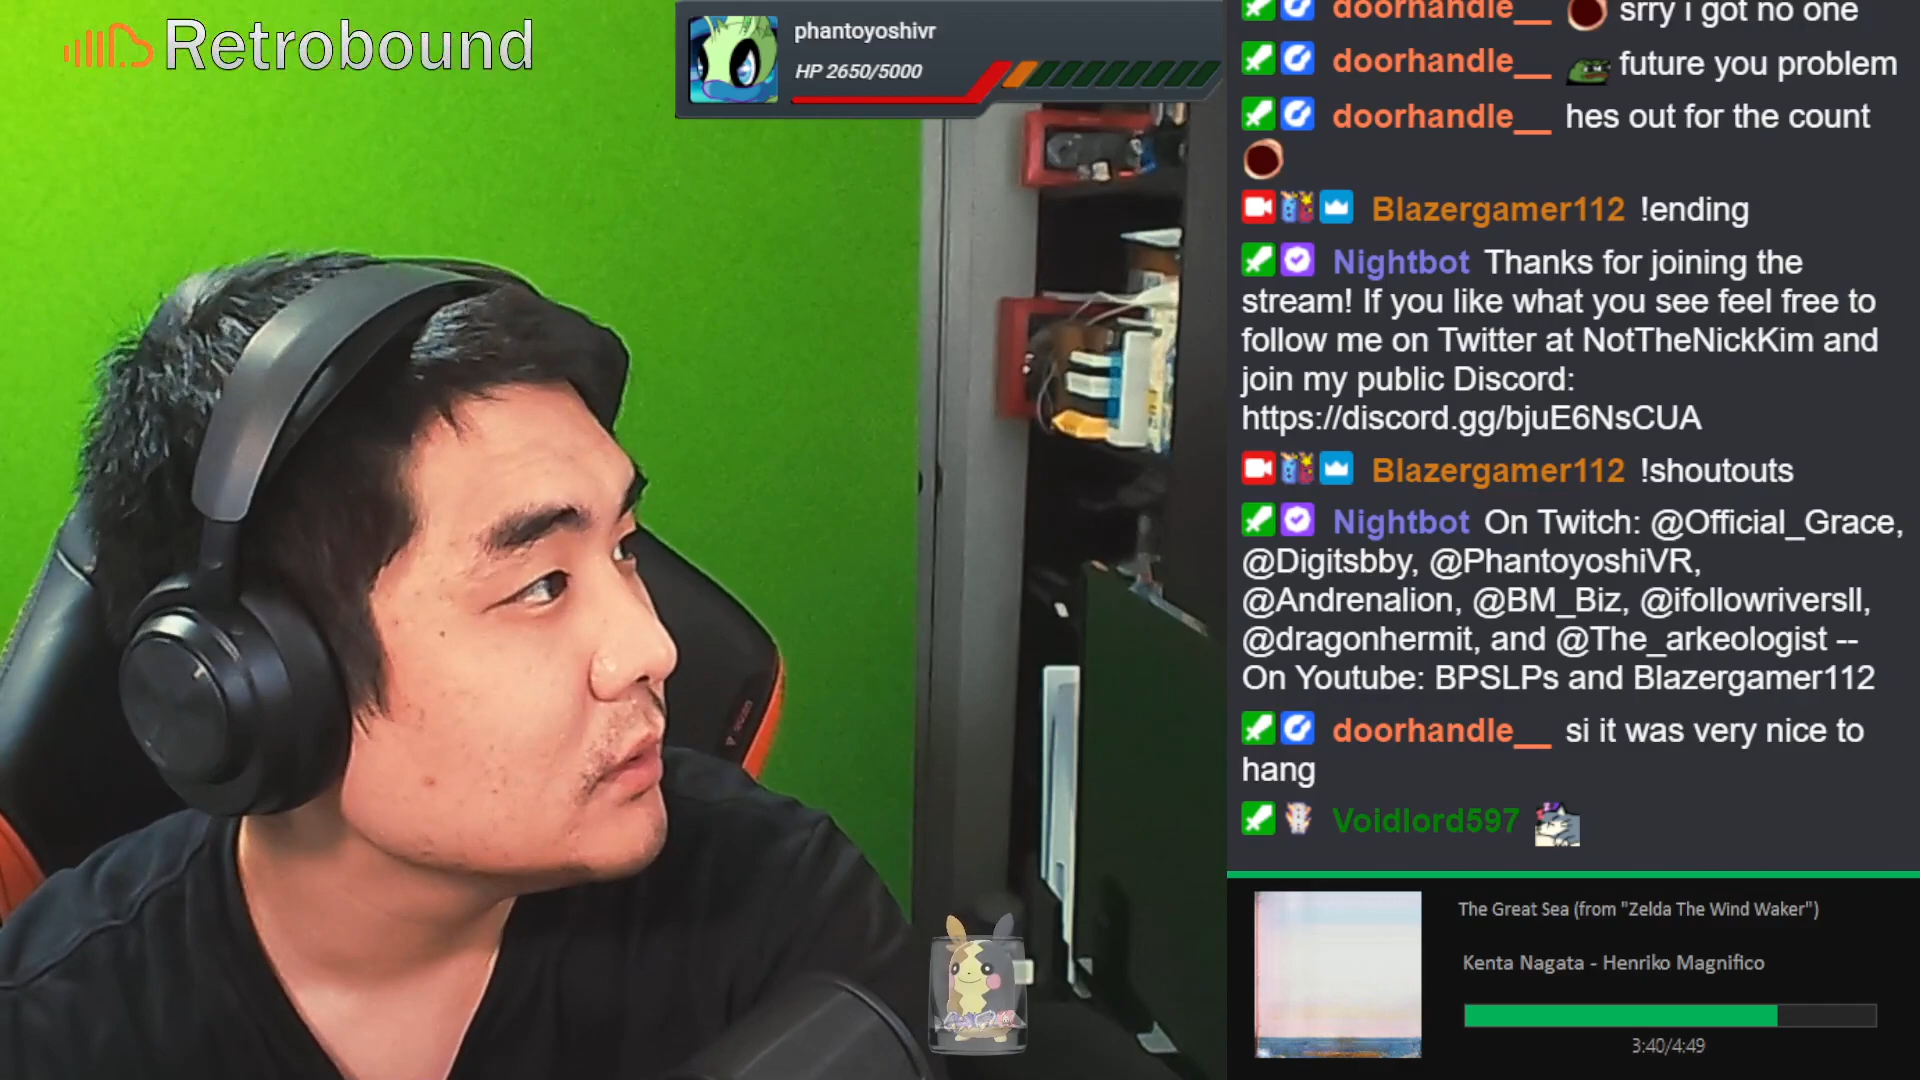 Retrobound
phantoyoshivr
HP 2650/5000
doorhandle__ srry i got no one
doorhandle__ future you problem
doorhandle__ hes out for the count
Blazergamer112 !ending
Nightbot Thanks for joining the
stream! If you like what you see feel free to
follow me on Twitter at NotTheNickKim and
join my public Discord:
https://discord.gg/bjuE6NsCUA
Blazergamer112 !shoutouts
Nightbot On Twitch: @Official_Grace,
@Digitsbby, @PhantoyoshiVR,
@Andrenalion, @BM_Biz, @ifollowriversll,
@dragonhermit, and @The_arkeologist --
On Youtube: BPSLPs and Blazergamer112
doorhandle__ si it was very nice to
hang
Voidlord597
The Great Sea (from "Zelda The Wind Waker")
Kenta Nagata - Henriko Magnifico
3:40/4:49